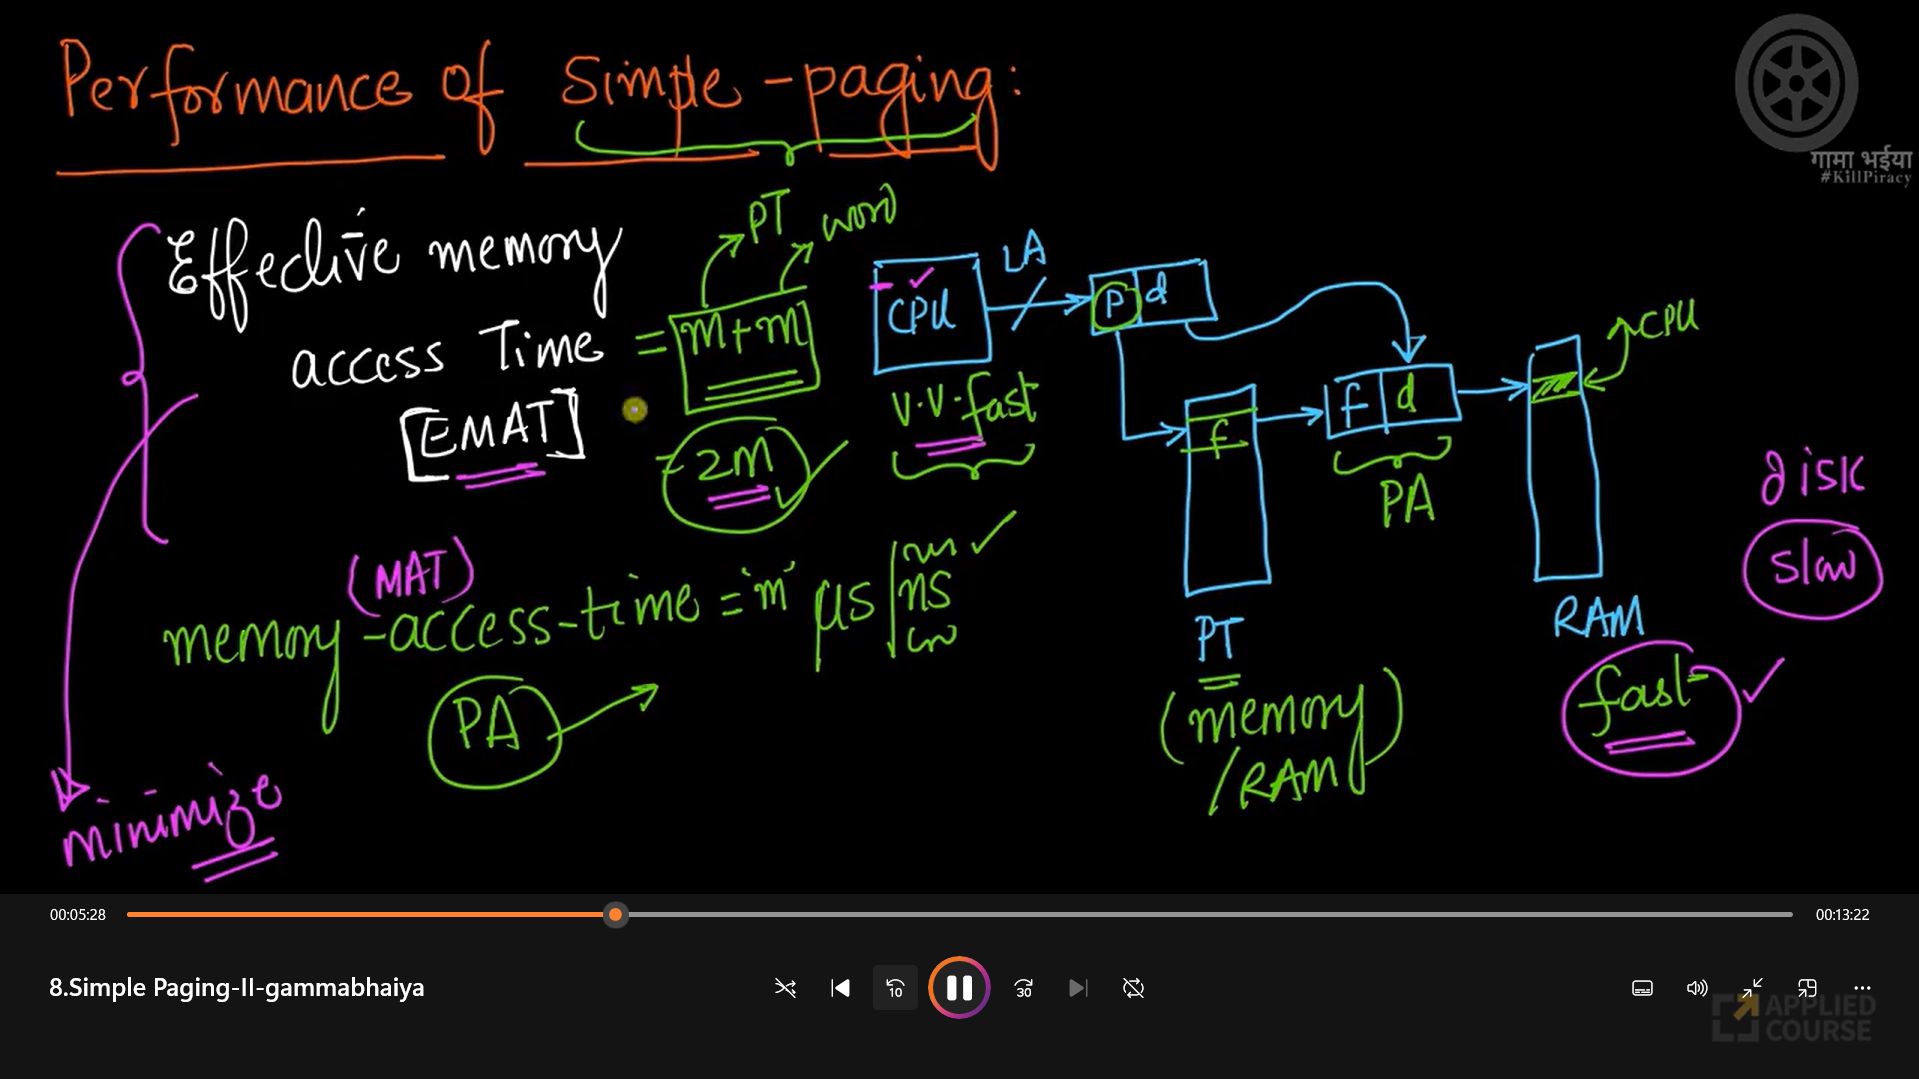 Performance of Simple-paging:
गामा भईया
#KillPiracy
Effective memory
access Time
[EMAT]
PT
word
= m+m
= 2m
CPU
v.v.fast
LA
p d
f
f d
PA
CPU
PT
(memory
/RAM)
RAM
fast
disk
slow
(MAT)
memory-access-time = 'm' μs
ns
PA
minimize
00:05:28
00:13:22
8.Simple Paging-II-gammabhaiya
10
30
APPLIED
COURSE